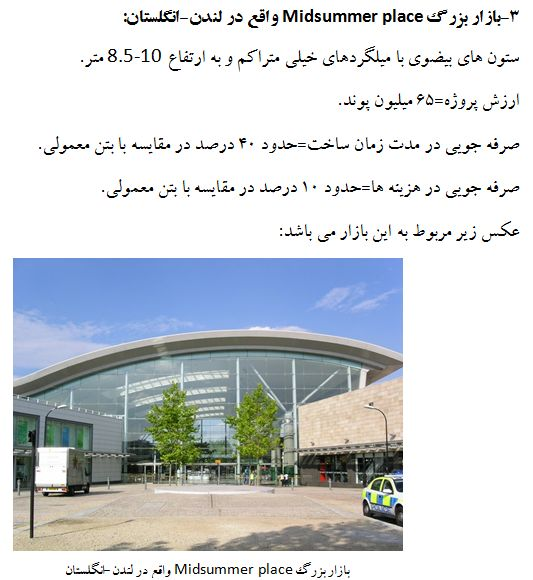 ۳-بازار بزرگ Midsummer place واقع در لندن-انگلستان:
ستون های بیضوی با میلگردهای خیلی متراکم و به ارتفاع 10-8.5 متر.
ارزش پروژه=۶۵ میلیون پوند.
صرفه جویی در مدت زمان ساخت=حدود ۴۰ درصد در مقایسه با بتن معمولی.
صرفه جویی در هزینه ها=حدود ۱۰ درصد در مقایسه با بتن معمولی.
عکس زیر مربوط به این بازار می باشد:
بازار بزرگ Midsummer place واقع در لندن-انگلستان